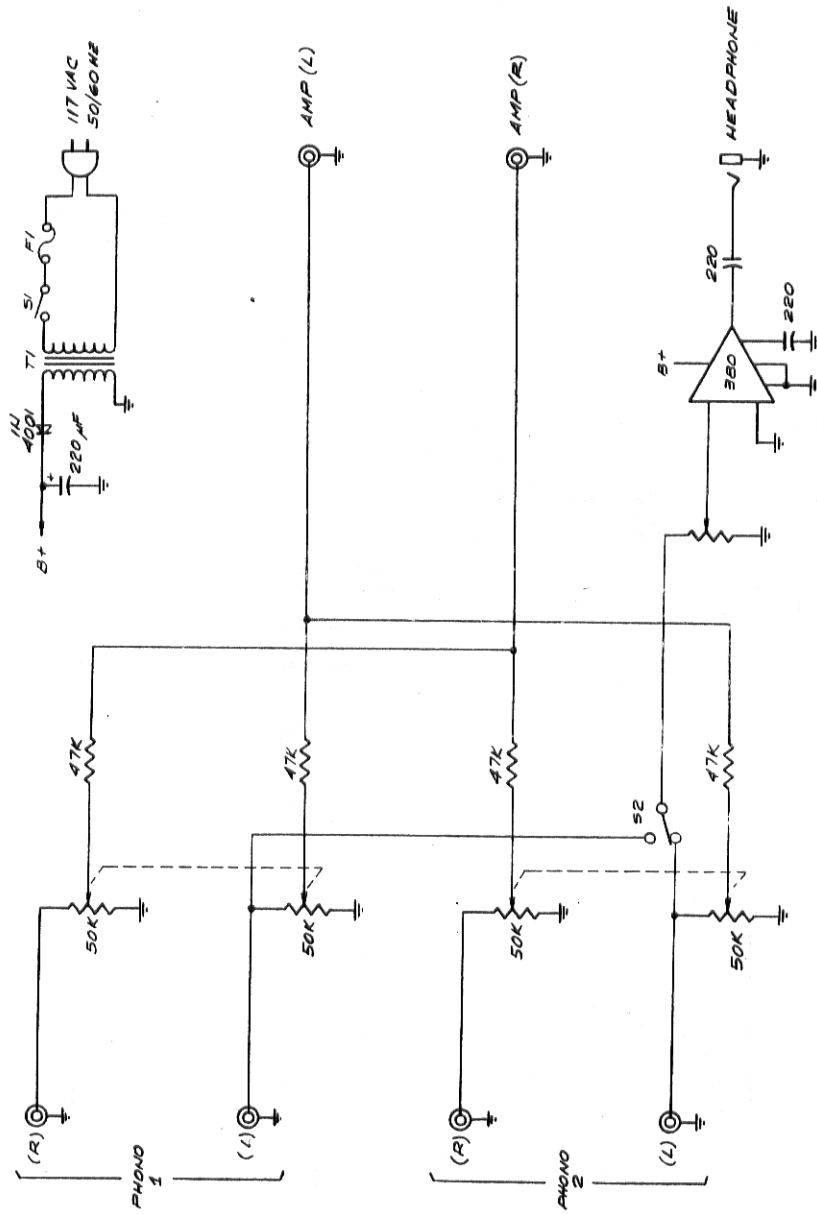 PHONO
1
(R)
(L)
PHONO
2
(R)
(L)
50K
50K
50K
50K
47K
47K
47K
47K
S2
B+
220 µF
1N
4001
T1
S1
F1
117 VAC
50/60 HZ
AMP (L)
AMP (R)
B+
380
220
220
HEADPHONE